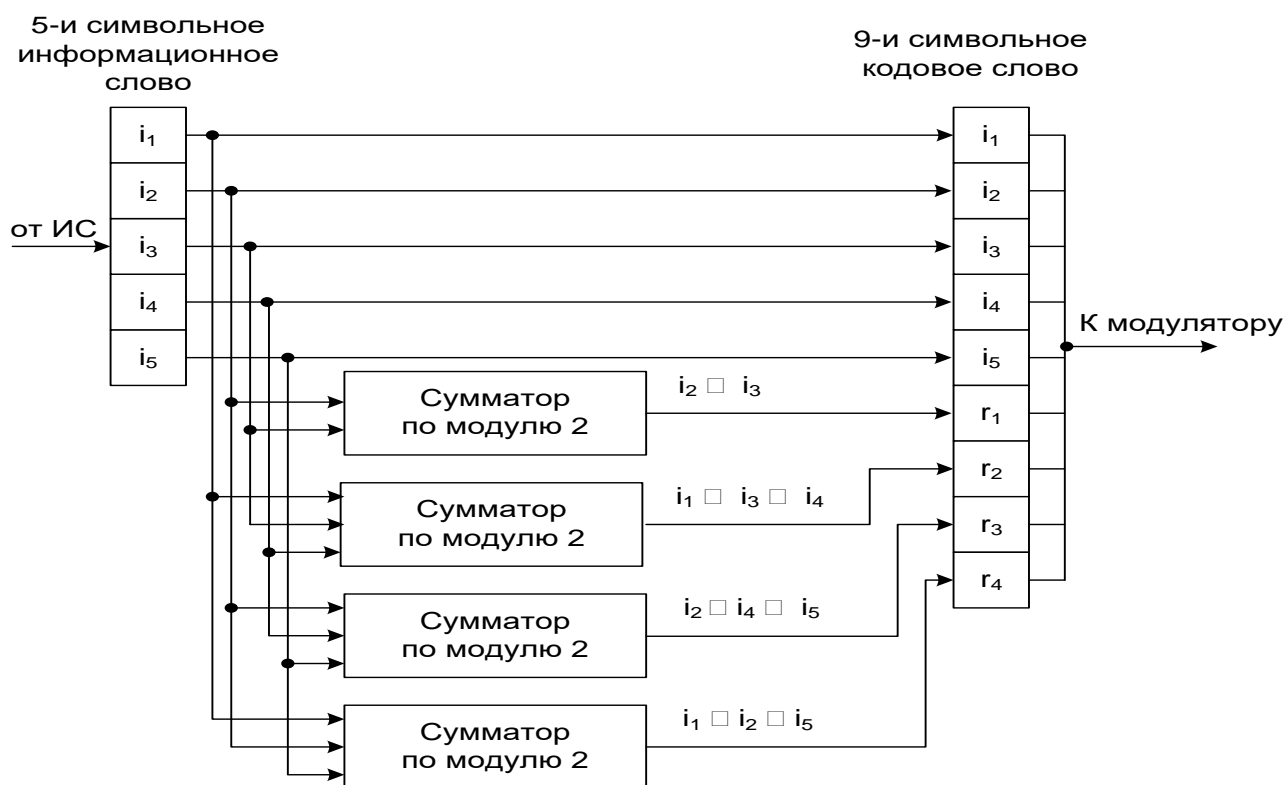 5-и символьное
информационное
слово
9-и символьное
кодовое слово
i₁
i₂
i₃
i₄
i₅
от ИС
i₁
i₂
i₃
i₄
i₅
r₁
r₂
r₃
r₄
К модулятору
Сумматор
по модулю 2
i₂ □ i₃
Сумматор
по модулю 2
i₁ □ i₃ □ i₄
Сумматор
по модулю 2
i₂ □ i₄ □ i₅
Сумматор
по модулю 2
i₁ □ i₂ □ i₅